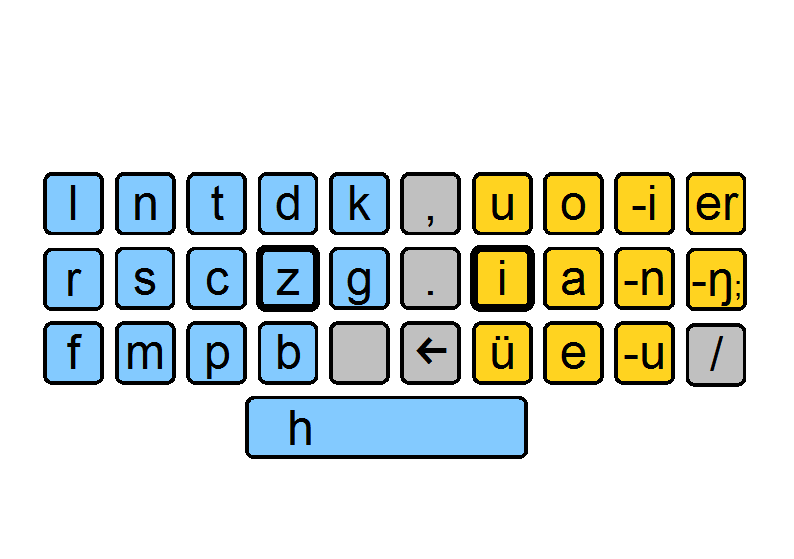 l n t d k , u o -i er
r s c z g . i a -n -ŋ;
f m p b ← ü e -u /
h